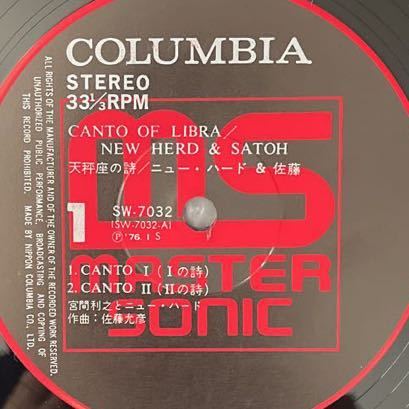 COLUMBIA
STEREO
33⅓RPM
CANTO OF LIBRA/
NEW HERD & SATOH
天秤座の詩/ニュー・ハード&佐藤
MS
1
SW-7032
(SW-7032-A)
Ⓟ'76.1 S
1. CANTO Ⅰ (Ⅰの詩)
2. CANTO Ⅱ (Ⅱの詩)
MASTER
SONIC
宮間利之とニュー・ハード
作曲:佐藤允彦
ALL RIGHTS OF THE MANUFACTURER AND OF THE OWNER OF THE RECORDED WORK RESERVED.
UNAUTHORIZED PUBLIC PERFORMANCE, BROADCASTING AND COPYING OF
THIS RECORD PROHIBITED. MADE BY NIPPON COLUMBIA CO., LTD.